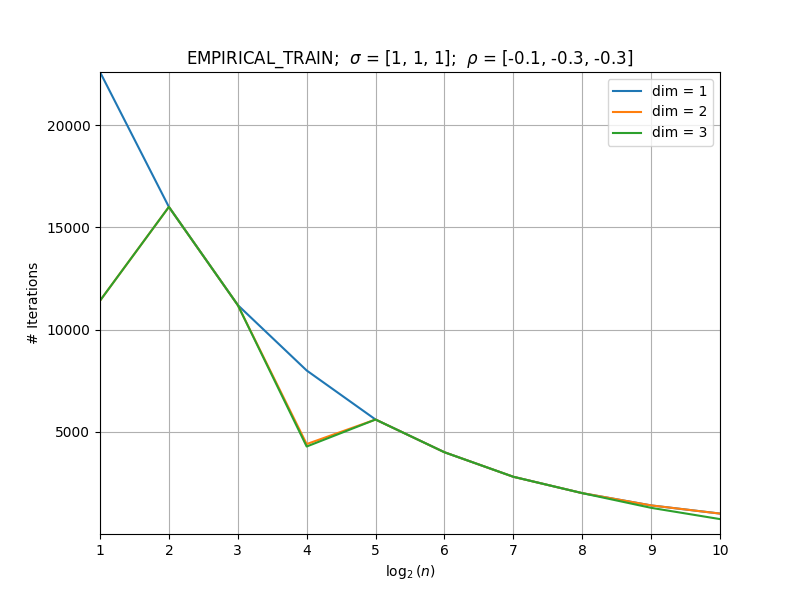 EMPIRICAL_TRAIN; σ = [1, 1, 1]; ρ = [-0.1, -0.3, -0.3]
dim = 1
dim = 2
dim = 3
20000
15000
10000
5000
# Iterations
1 2 3 4 5 6 7 8 9 10
log₂(n)